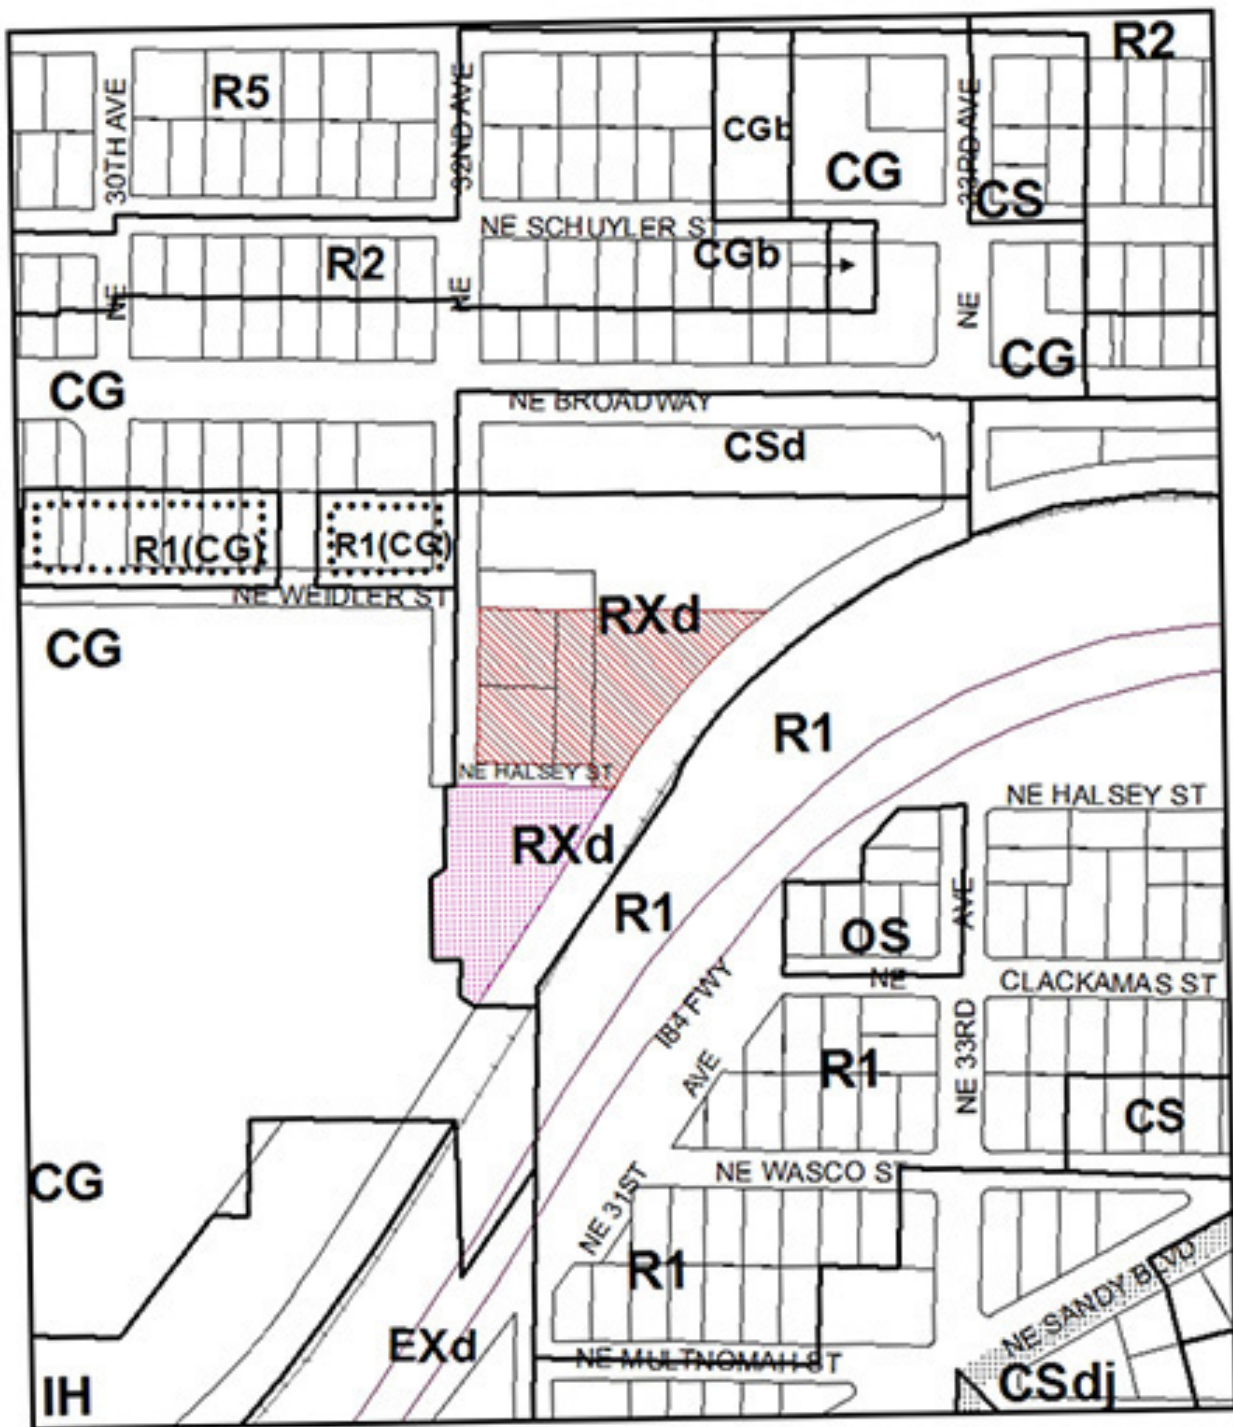 R2
R5
30TH AVE
32ND AVE
CGb
CG
33RD AVE
CS
NE SCHUYLER ST
R2
CGb
NE
NE
NE
CG
CG
NE BROADWAY
CSd
R1(CG)
R1(CG)
NE WEIDLER ST
RXd
CG
R1
NE HALSEY ST
NE HALSEY ST
RXd
R1
AVE
OS
NE
CLACKAMAS ST
I84 FWY
NE 33RD
AVE
R1
CS
CG
NE WASCO ST
NE 31ST
R1
NE SANDY BLVD
EXd
NE MULTNOMAH ST
IH
CSdj